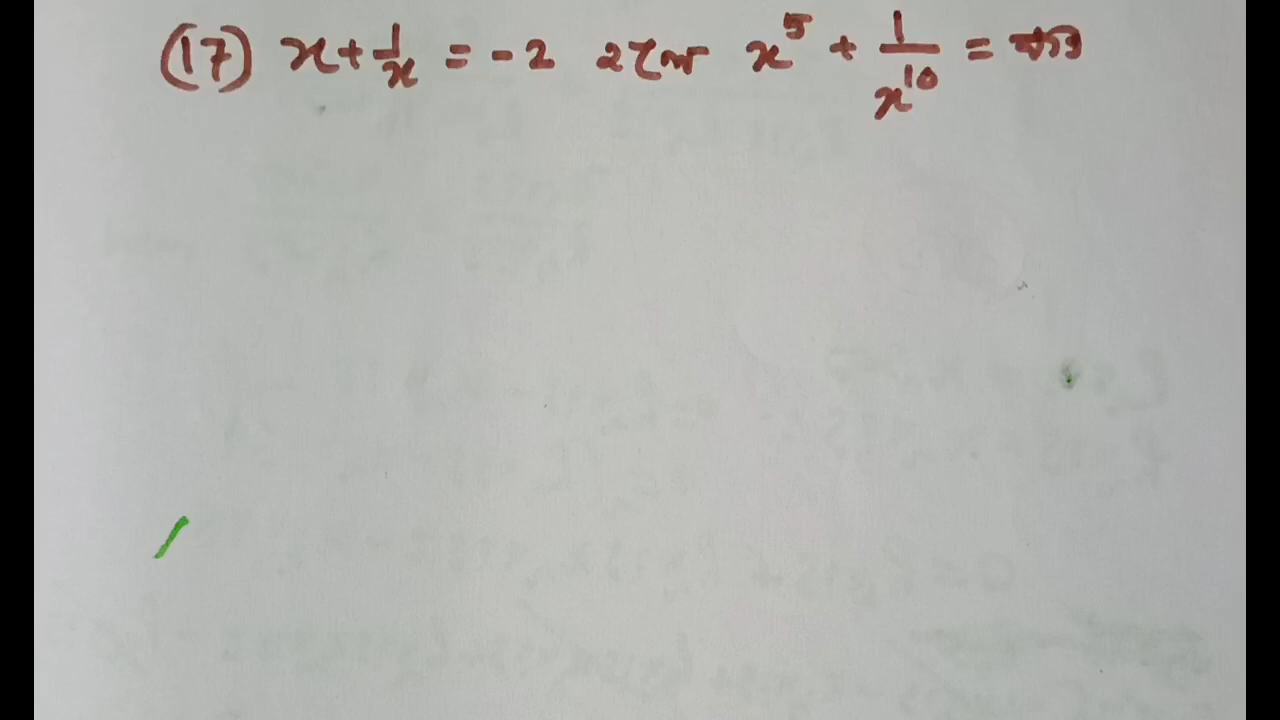 (17) x + 1/x = -2 হলে x^5 + 1/x^10 = কত